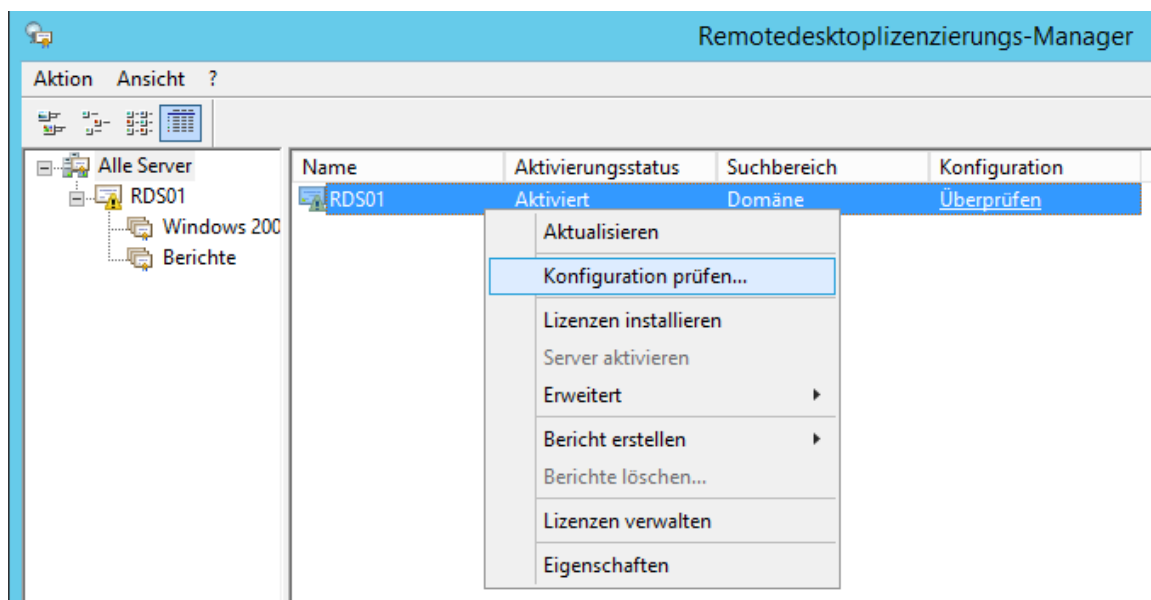 Remotedesktoplizenzierungs-Manager
Aktion Ansicht ?
Alle Server
RDS01
Windows 200
Berichte
Name Aktivierungsstatus Suchbereich Konfiguration
RDS01 Aktiviert Domäne Überprüfen
Aktualisieren
Konfiguration prüfen...
Lizenzen installieren
Server aktivieren
Erweitert
Bericht erstellen
Berichte löschen...
Lizenzen verwalten
Eigenschaften